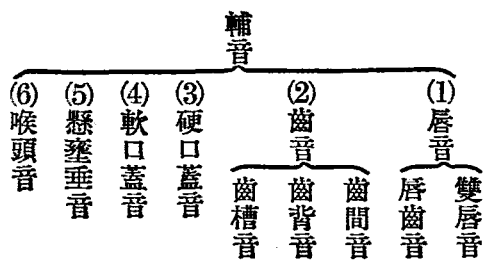 輔音
(1)唇音
雙唇音
唇齒音
(2)齒音
齒間音
齒背音
齒槽音
(3)硬口蓋音
(4)軟口蓋音
(5)懸壅垂音
(6)喉頭音